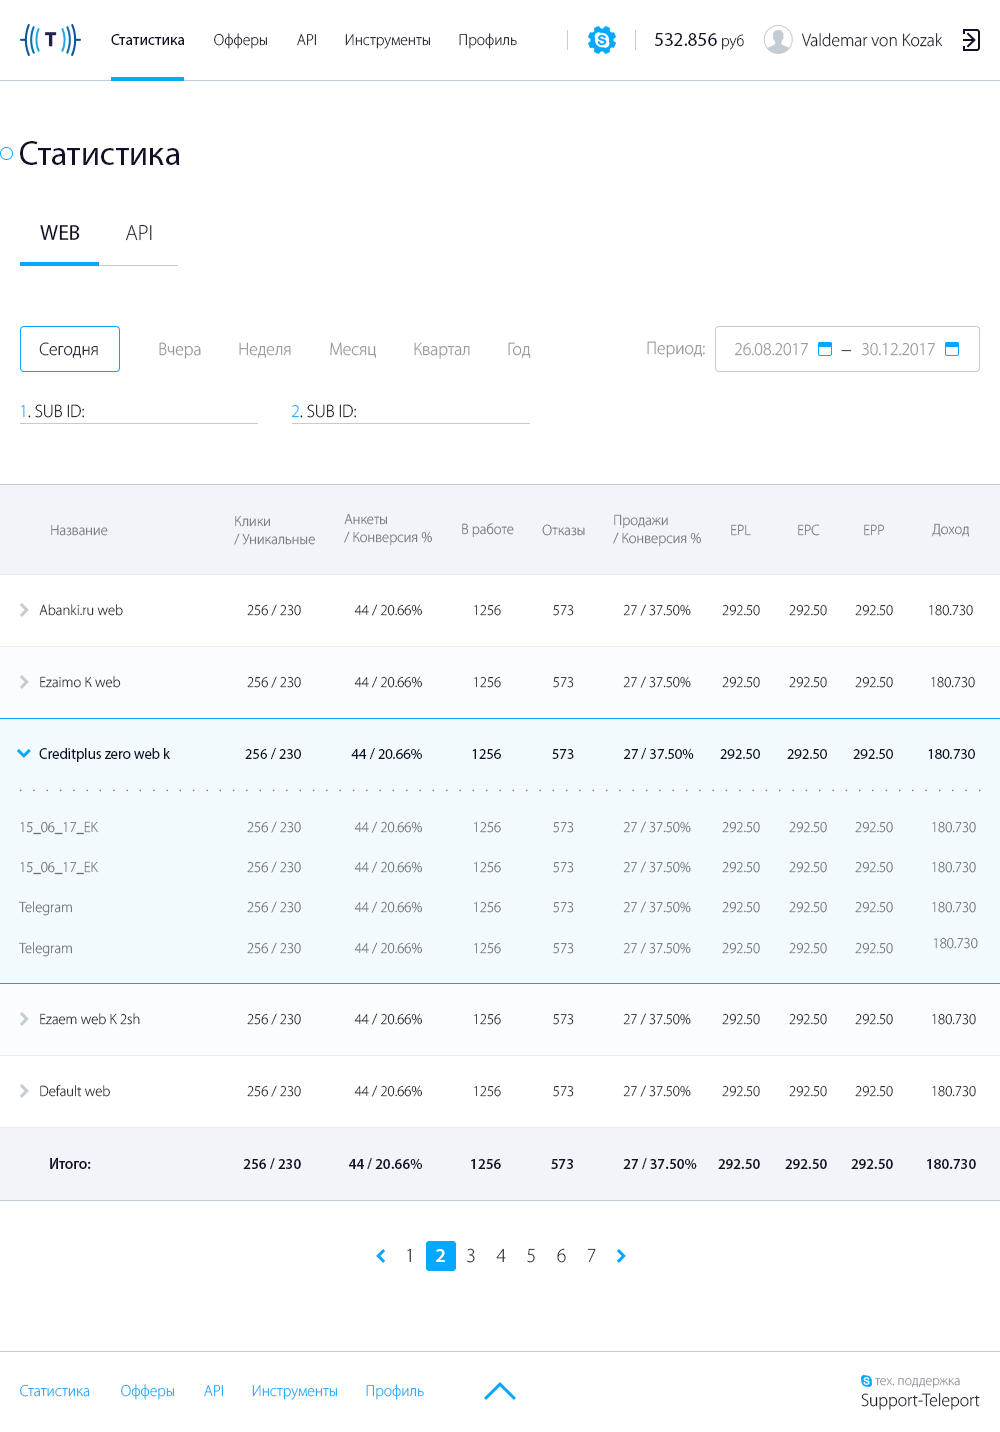 T Статистика Офферы API Инструменты Профиль 532.856 руб Valdemar von Kozak
Статистика
WEB API
Сегодня Вчера Неделя Месяц Квартал Год Период: 26.08.2017 – 30.12.2017
1. SUB ID: 2. SUB ID:
Название Клики / Уникальные Анкеты / Конверсия % В работе Отказы Продажи / Конверсия % EPL EPC EPP Доход
Abanki.ru web 256 / 230 44 / 20.66% 1256 573 27 / 37.50% 292.50 292.50 292.50 180.730
Ezaimo K web 256 / 230 44 / 20.66% 1256 573 27 / 37.50% 292.50 292.50 292.50 180.730
Creditplus zero web k 256 / 230 44 / 20.66% 1256 573 27 / 37.50% 292.50 292.50 292.50 180.730
15_06_17_EK 256 / 230 44 / 20.66% 1256 573 27 / 37.50% 292.50 292.50 292.50 180.730
15_06_17_EK 256 / 230 44 / 20.66% 1256 573 27 / 37.50% 292.50 292.50 292.50 180.730
Telegram 256 / 230 44 / 20.66% 1256 573 27 / 37.50% 292.50 292.50 292.50 180.730
Telegram 256 / 230 44 / 20.66% 1256 573 27 / 37.50% 292.50 292.50 292.50 180.730
Ezaem web K 2sh 256 / 230 44 / 20.66% 1256 573 27 / 37.50% 292.50 292.50 292.50 180.730
Default web 256 / 230 44 / 20.66% 1256 573 27 / 37.50% 292.50 292.50 292.50 180.730
Итого: 256 / 230 44 / 20.66% 1256 573 27 / 37.50% 292.50 292.50 292.50 180.730
1 2 3 4 5 6 7
Статистика Офферы API Инструменты Профиль тех. поддержка
Support-Teleport